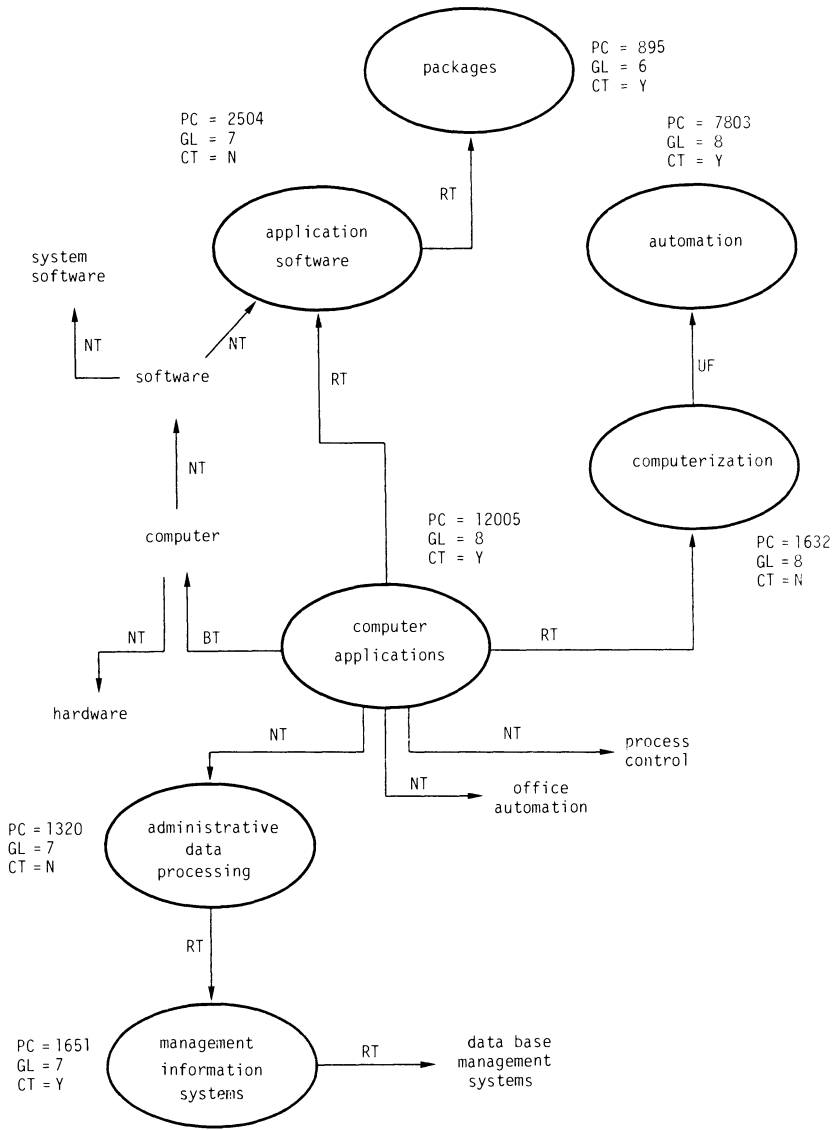 packages
PC = 895
GL = 6
CT = Y
PC = 2504
GL = 7
CT = N
PC = 7803
GL = 8
CT = Y
RT
application
software
automation
system
software
NT
NT
software
RT
UF
computerization
NT
computer
PC = 12005
GL = 8
CT = Y
PC = 1632
GL = 8
CT = N
computer
applications
NT
BT
RT
hardware
NT
NT
process
control
NT
office
automation
PC = 1320
GL = 7
CT = N
administrative
data
processing
RT
PC = 1651
GL = 7
CT = Y
management
information
systems
RT
data base
management
systems